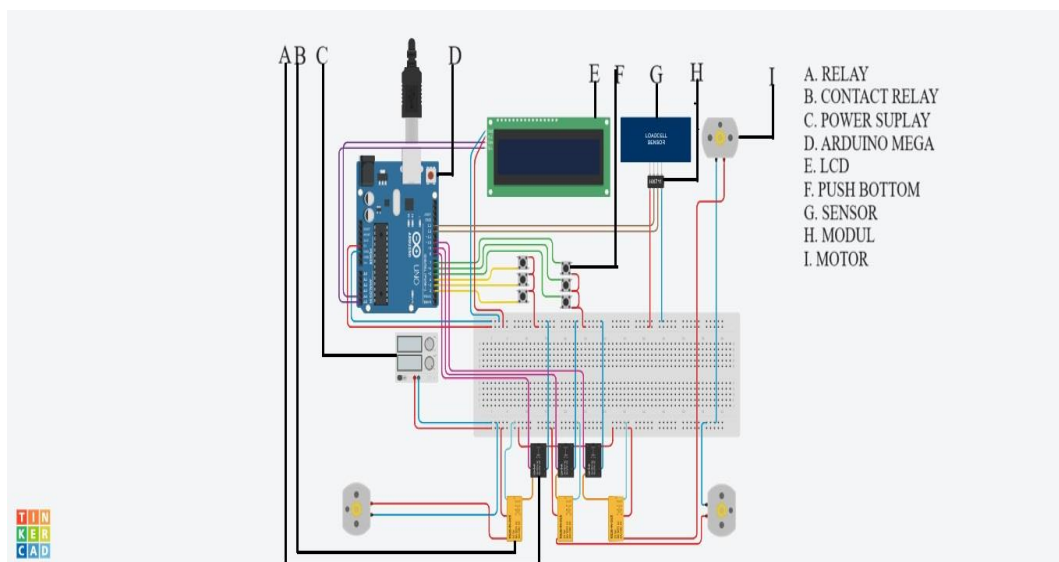 A B C D E F G H I
A. RELAY
B. CONTACT RELAY
C. POWER SUPLAY
D. ARDUINO MEGA
E. LCD
F. PUSH BOTTOM
G. SENSOR
H. MODUL
I. MOTOR
LOADCELL
SENSOR
UNO
ARDUINO
TIN
KER
CAD